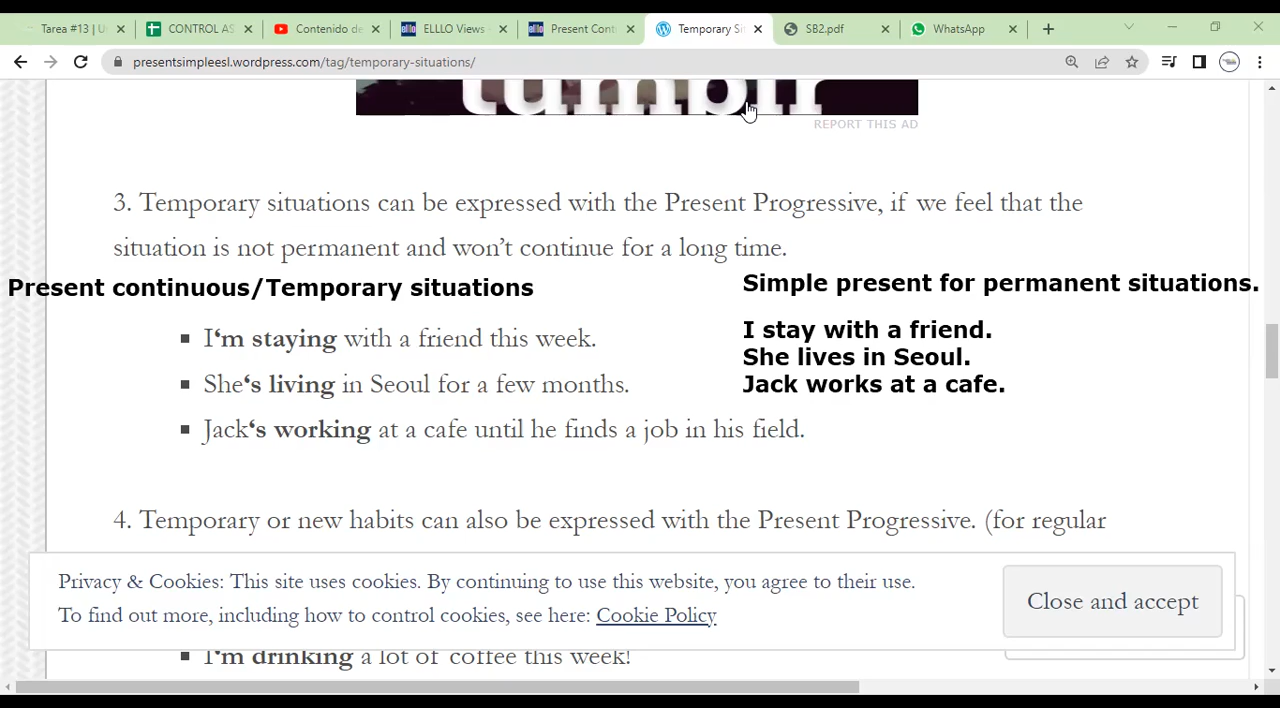 Tarea #13 | U
CONTROL AS
Contenido de
ELLLO Views
Present Cont
Temporary Si
SB2.pdf
WhatsApp
presentsimpleesl.wordpress.com/tag/temporary-situations/
tumblr
REPORT THIS AD
3. Temporary situations can be expressed with the Present Progressive, if we feel that the
situation is not permanent and won’t continue for a long time.
Present continuous/Temporary situations
I‘m staying with a friend this week.
She‘s living in Seoul for a few months.
Jack‘s working at a cafe until he finds a job in his field.
Simple present for permanent situations.
I stay with a friend.
She lives in Seoul.
Jack works at a cafe.
4. Temporary or new habits can also be expressed with the Present Progressive. (for regular
Privacy & Cookies: This site uses cookies. By continuing to use this website, you agree to their use.
To find out more, including how to control cookies, see here: Cookie Policy
Close and accept
I‘m drinking a lot of coffee this week!